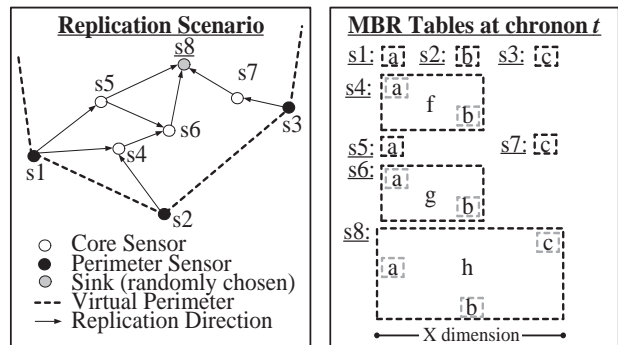 Replication Scenario
s8
s5
s7
s6
s3
s4
s1
s2
Core Sensor
Perimeter Sensor
Sink (randomly chosen)
Virtual Perimeter
Replication Direction
MBR Tables at chronon t
s1: a s2: b s3: c
s4: a
f
b
s5: a s7: c
s6: a
g
b
s8:
c
a h
b
X dimension